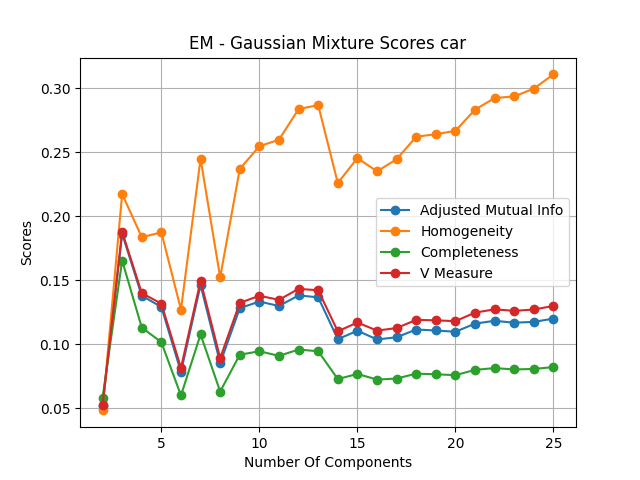 EM - Gaussian Mixture Scores car
0.30
0.25
0.20
0.15
0.10
0.05
Scores
Adjusted Mutual Info
Homogeneity
Completeness
V Measure
5
10
15
20
25
Number Of Components